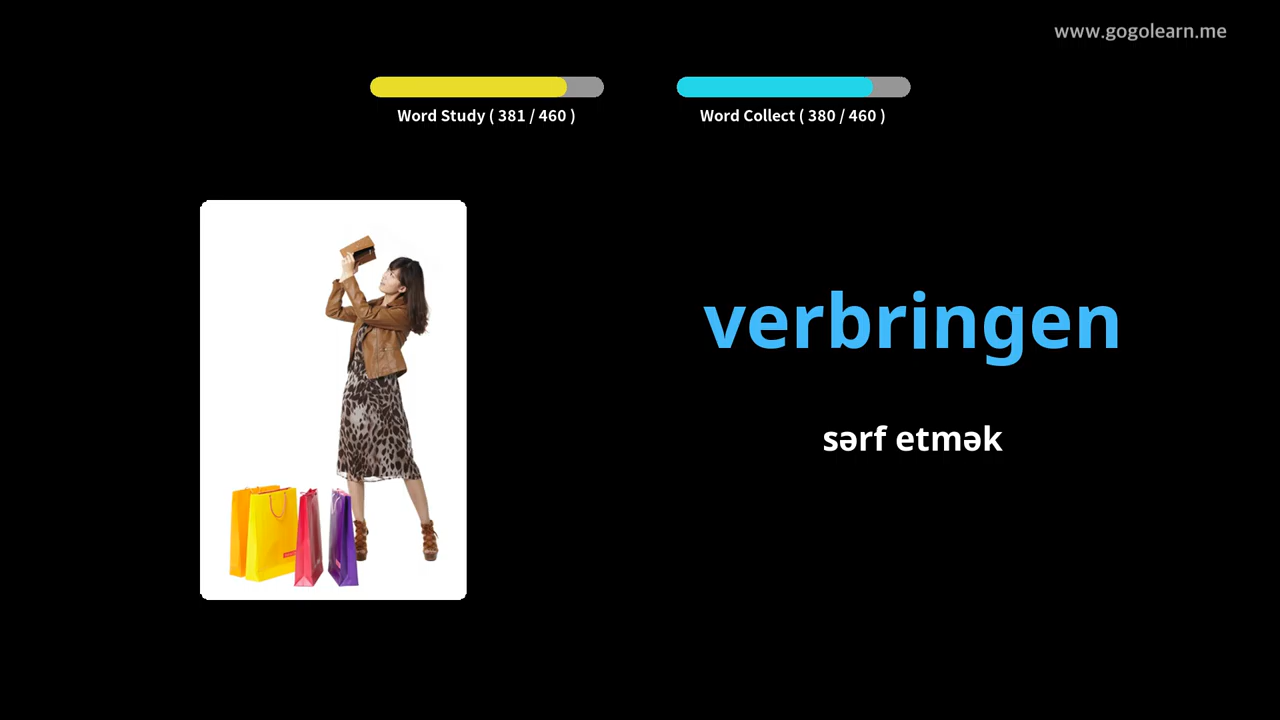 www.gogolearn.me
Word Study ( 381 / 460 )
Word Collect ( 380 / 460 )
verbringen
sərf etmək